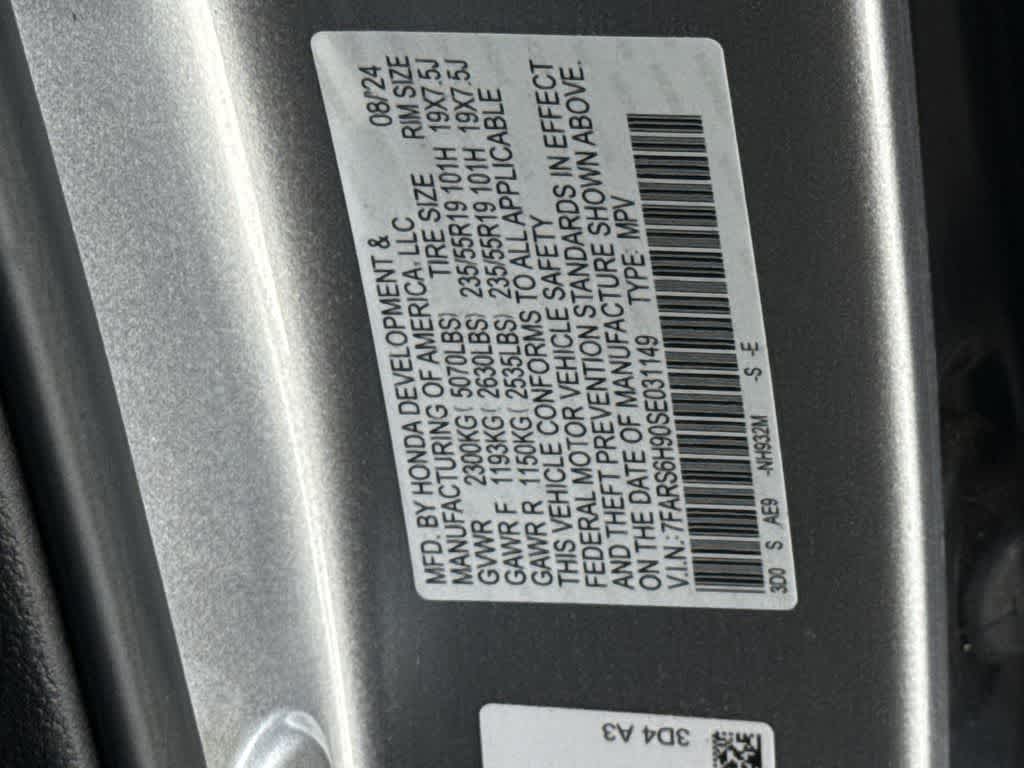 MFD. BY HONDA DEVELOPMENT &
MANUFACTURING OF AMERICA, LLC 08/'24
GVWR 2300KG ( 5070LBS) TIRE SIZE RIM SIZE
GAWR F 1193KG ( 2630LBS) 235/55R19 101H 19X7.5J
GAWR R 1150KG ( 2535LBS) 235/55R19 101H 19X7.5J
THIS VEHICLE CONFORMS TO ALL APPLICABLE
FEDERAL MOTOR VEHICLE SAFETY
AND THEFT PREVENTION STANDARDS IN EFFECT
ON THE DATE OF MANUFACTURE SHOWN ABOVE.
V.I.N.: 7FARS6H90SE031149 TYPE: MPV
3D0 S AE9 -NH932M -S -E
3D4 A3